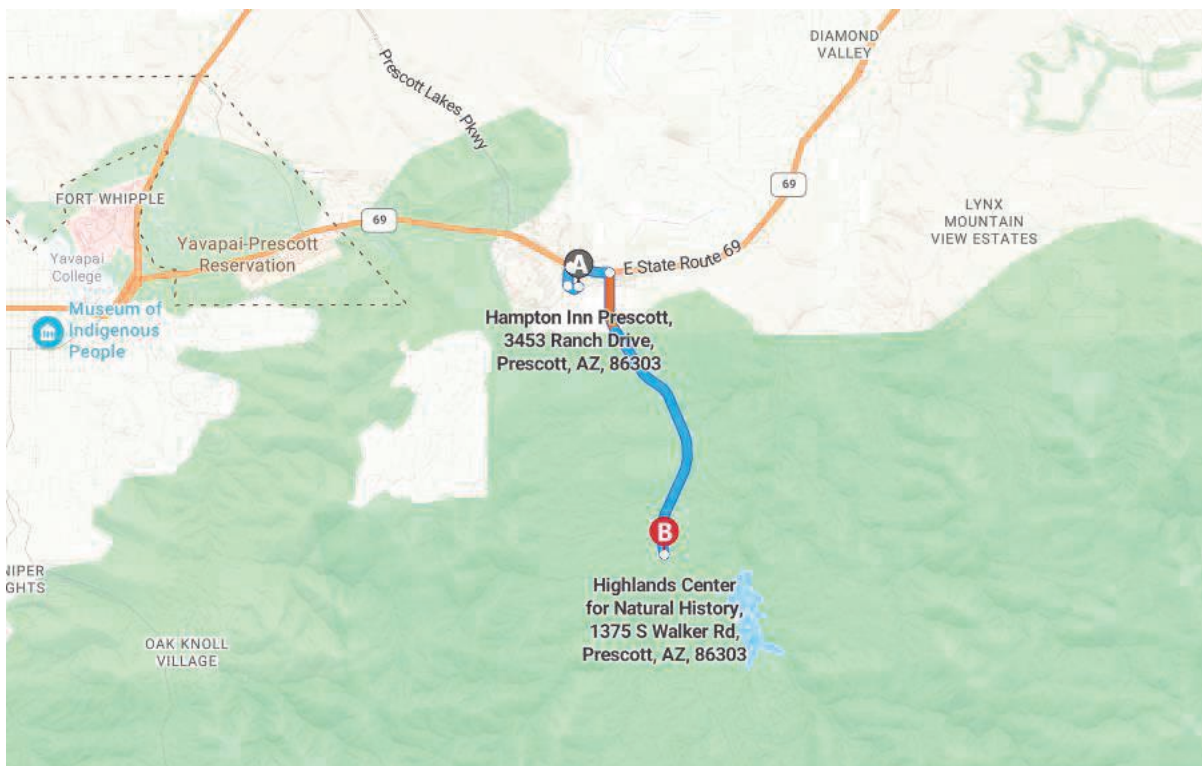 DIAMOND
VALLEY
Prescott Lakes Pkwy
69
FORT WHIPPLE
69
LYNX
MOUNTAIN
VIEW ESTATES
Yavapai-Prescott
Reservation
Yavapai
College
A
E State Route 69
Museum of
Indigenous
People
Hampton Inn Prescott,
3453 Ranch Drive,
Prescott, AZ, 86303
B
NIPER
GHTS
Highlands Center
for Natural History,
1375 S Walker Rd,
Prescott, AZ, 86303
OAK KNOLL
VILLAGE